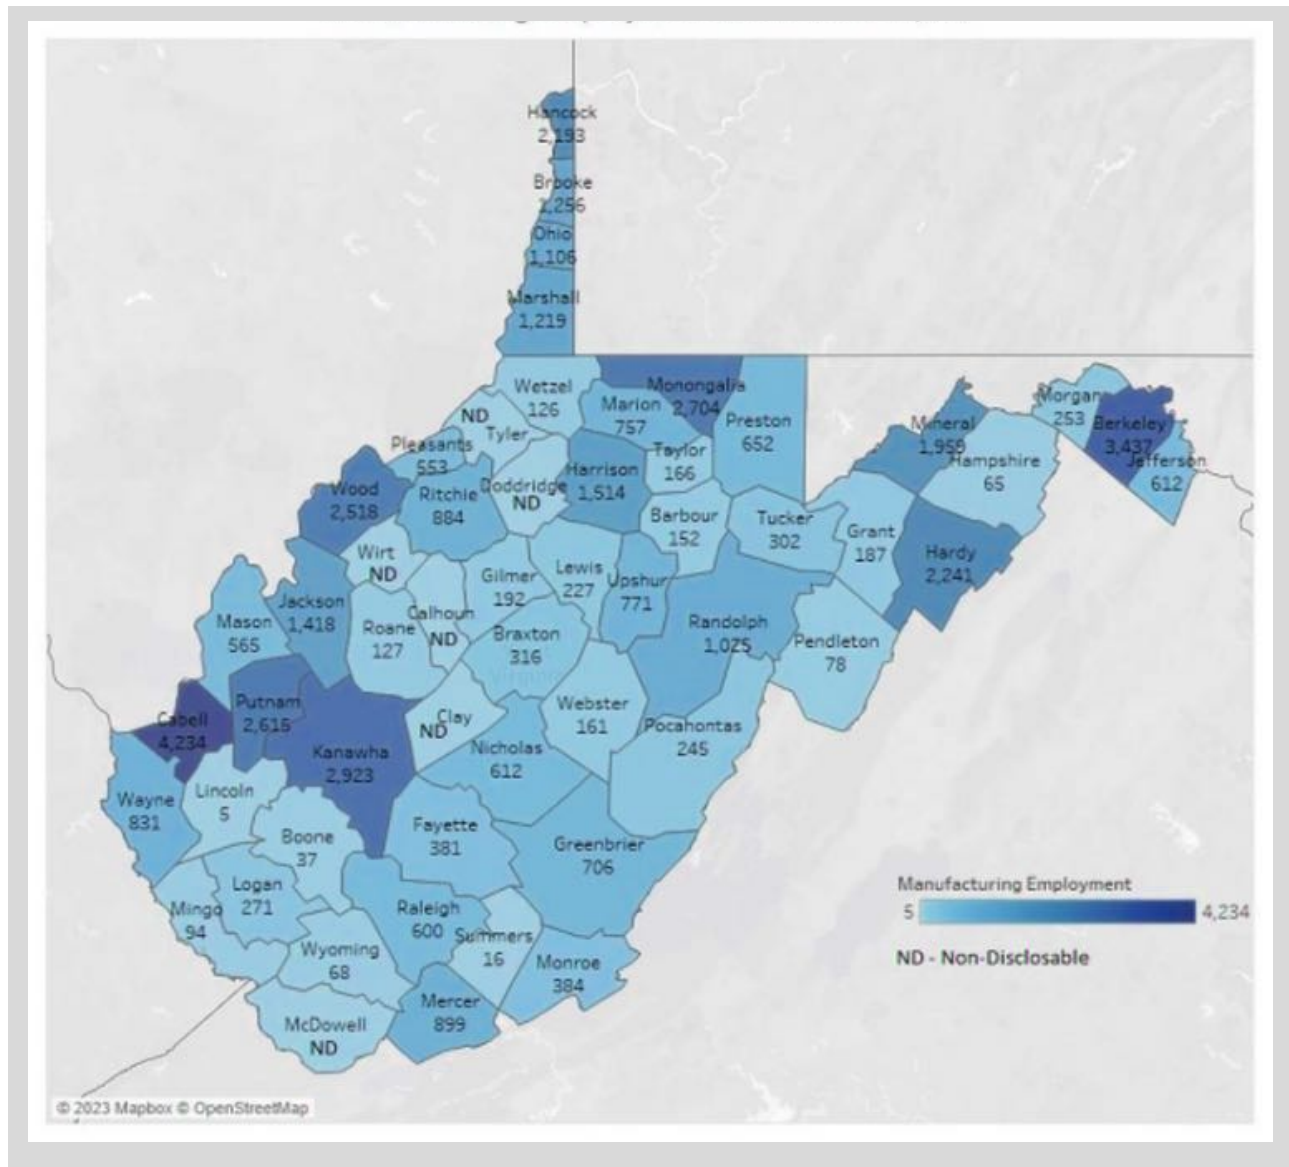 Hancock
2,193
Brooke
1,256
Ohio
1,106
Marshall
1,219
Wetzel
126
Monongalia
2,704
Marion
757
Preston
652
ND
Tyler
Pleasants
553
Taylor
166
Harrison
1,514
Doddridge
ND
Ritchie
884
Wood
2,518
Mineral
1,959
Hampshire
65
Morgan
253
Berkeley
3,437
Jefferson
612
Barbour
152
Tucker
302
Grant
187
Hardy
2,241
Wirt
ND
Gilmer
192
Lewis
227
Upshur
771
Jackson
1,418
Mason
565
Calhoun
ND
Roane
127
Braxton
316
Randolph
1,025
Pendleton
78
Cabell
4,234
Putnam
2,615
Kanawha
2,923
Clay
ND
Webster
161
Pocahontas
245
Nicholas
612
Wayne
831
Lincoln
5
Boone
37
Fayette
381
Greenbrier
706
Logan
271
Mingo
94
Raleigh
600
Summers
16
Wyoming
68
Monroe
384
Mercer
899
McDowell
ND
Manufacturing Employment
5 4,234
ND - Non-Disclosable
© 2023 Mapbox © OpenStreetMap